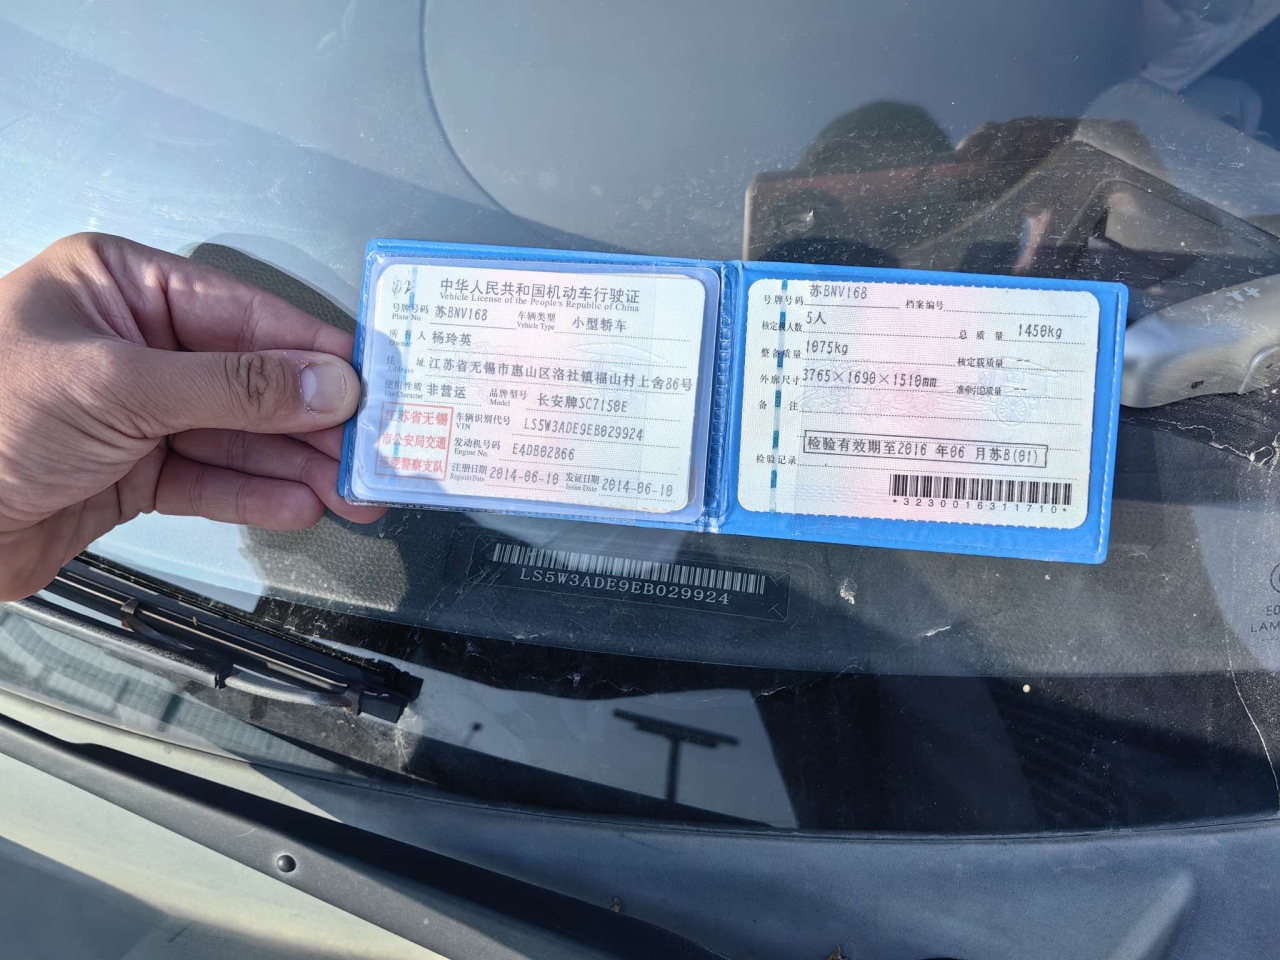 中华人民共和国机动车行驶证
Vehicle License of the People's Republic of China
号牌号码 苏BNV168 车辆类型 小型轿车
Plate No. Vehicle Type
所有人 杨玲英
Owner
住址 江苏省无锡市惠山区洛社镇福山村上舍86号
Address
使用性质 非营运 品牌型号 长安牌SC7150E
Use Character Model
江苏省无锡
市公安局交通
巡逻警察支队
车辆识别代号 LS5W3ADE9EB029924
VIN
发动机号码 E4DB02866
Engine No.
注册日期 2014-06-10 发证日期 2014-06-10
Register Date Issue Date
号牌号码 苏BNV168 档案编号
核定载人数 5人 总质量 1450kg
整备质量 1075kg 核定载质量 --
外廓尺寸 3765×1690×1510mm 准牵引总质量 --
备注
检验有效期至2016 年06 月苏B(01)
检验记录
*3230016311710*
LS5W3ADE9EB029924